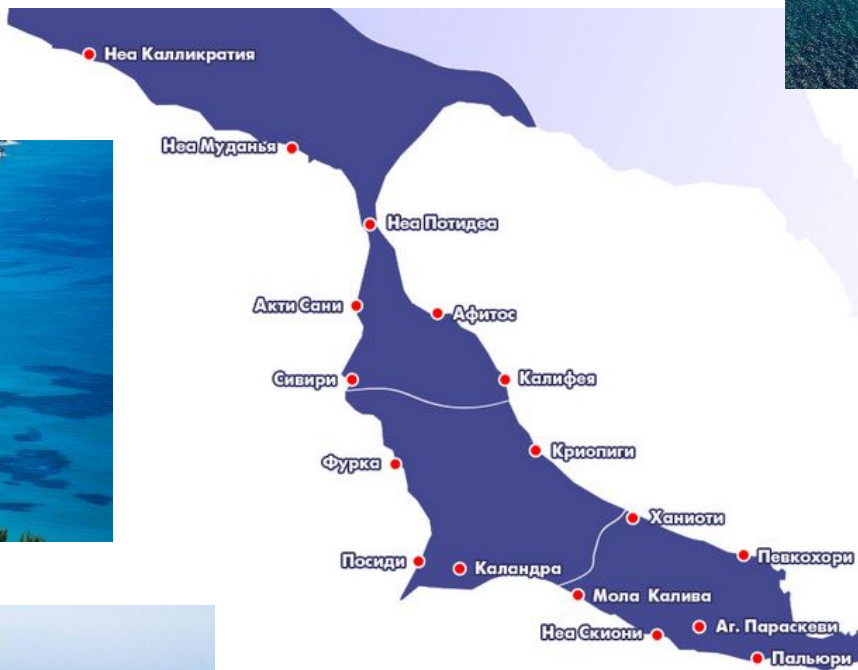 Неа Калликратия
Неа Муданья
Неа Потидеа
Акти Сани
Афитос
Сивири
Калифея
Криопиги
Фурка
Ханиоти
Певкохори
Посиди
Каландра
Мола Калива
Аг. Параскеви
Неа Скиони
Пальюри